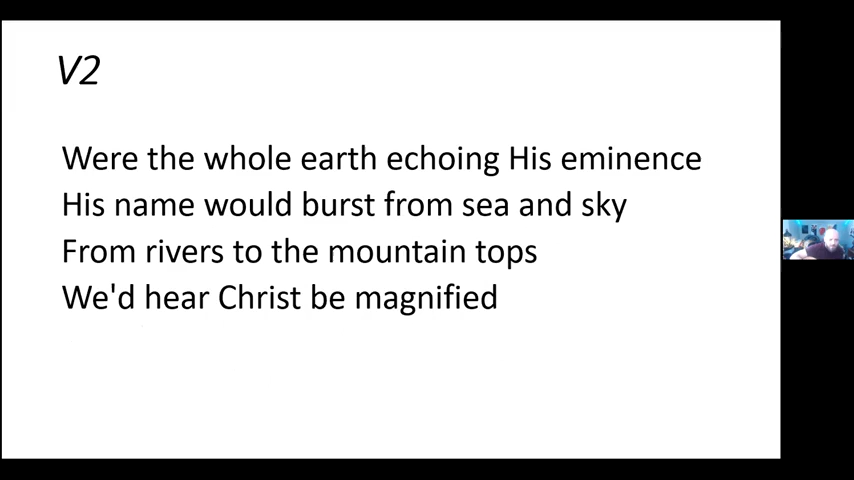 V2
Were the whole earth echoing His eminence
His name would burst from sea and sky
From rivers to the mountain tops
We'd hear Christ be magnified